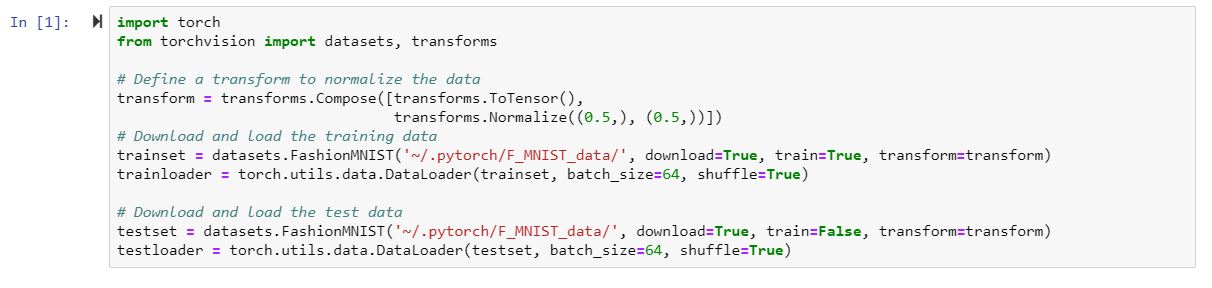 In [1]:
import torch
from torchvision import datasets, transforms
# Define a transform to normalize the data
transform = transforms.Compose([transforms.ToTensor(),
transforms.Normalize((0.5,), (0.5,))])
# Download and load the training data
trainset = datasets.FashionMNIST('~/.pytorch/F_MNIST_data/', download=True, train=True, transform=transform)
trainloader = torch.utils.data.DataLoader(trainset, batch_size=64, shuffle=True)
# Download and load the test data
testset = datasets.FashionMNIST('~/.pytorch/F_MNIST_data/', download=True, train=False, transform=transform)
testloader = torch.utils.data.DataLoader(testset, batch_size=64, shuffle=True)